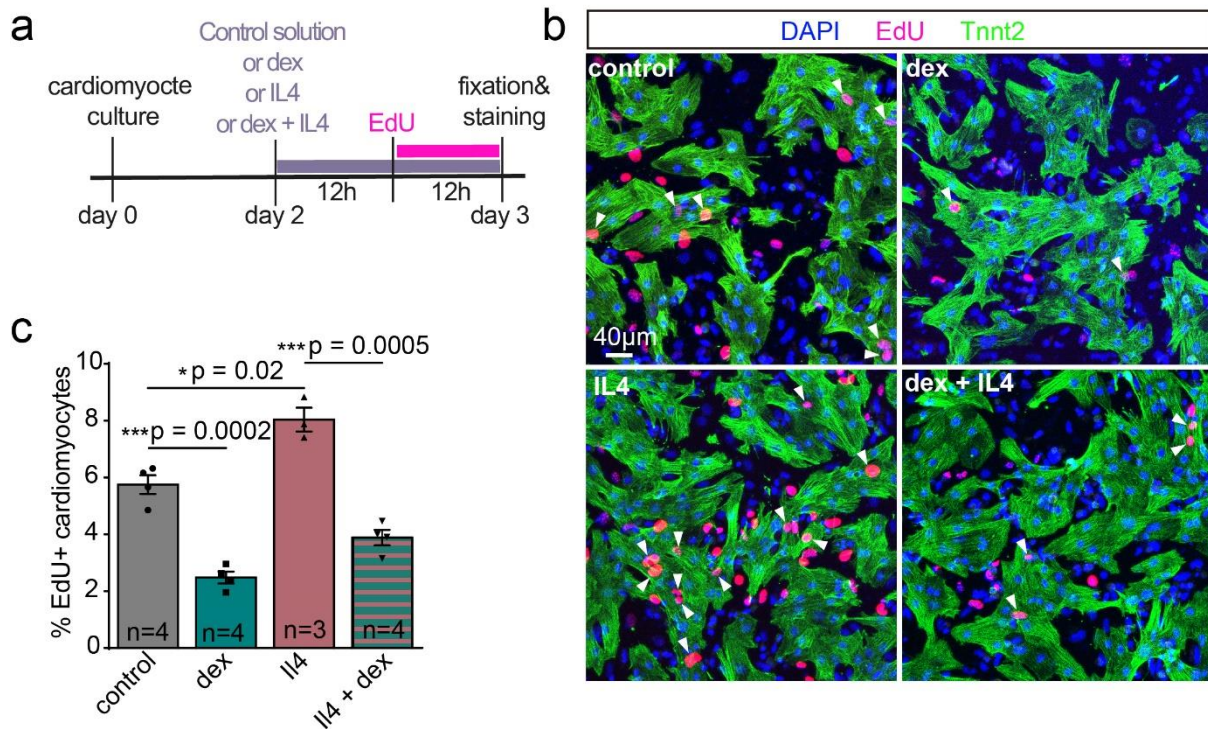 a
Control solution
or dex
or IL4
or dex + IL4
cardiomyocte
culture
EdU
fixation&
staining
12h
12h
day 0
day 2
day 3
b
DAPI EdU Tnnt2
control
dex
40µm
IL4
dex + IL4
c
% EdU+ cardiomyocytes
10
8
6
4
2
0
***p = 0.0005
*p = 0.02
***p = 0.0002
n=4
n=4
n=3
n=4
control
dex
Il4
Il4 + dex